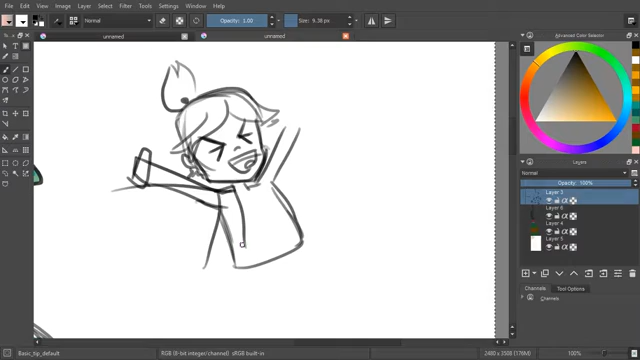 File Edit View Image Layer Select Filter Tools Settings Window Help
Normal Opacity: 1.00 Size: 9.38 px
unnamed unnamed
Advanced Color Selector
Layers
Normal
Opacity: 100%
Layer 3
Layer 6
Layer 4
Layer 5
Channels Tool Options
Channels
Basic_tip_default RGB (8-bit integer/channel) sRGB built-in 2480 x 3508 (176M) 100%